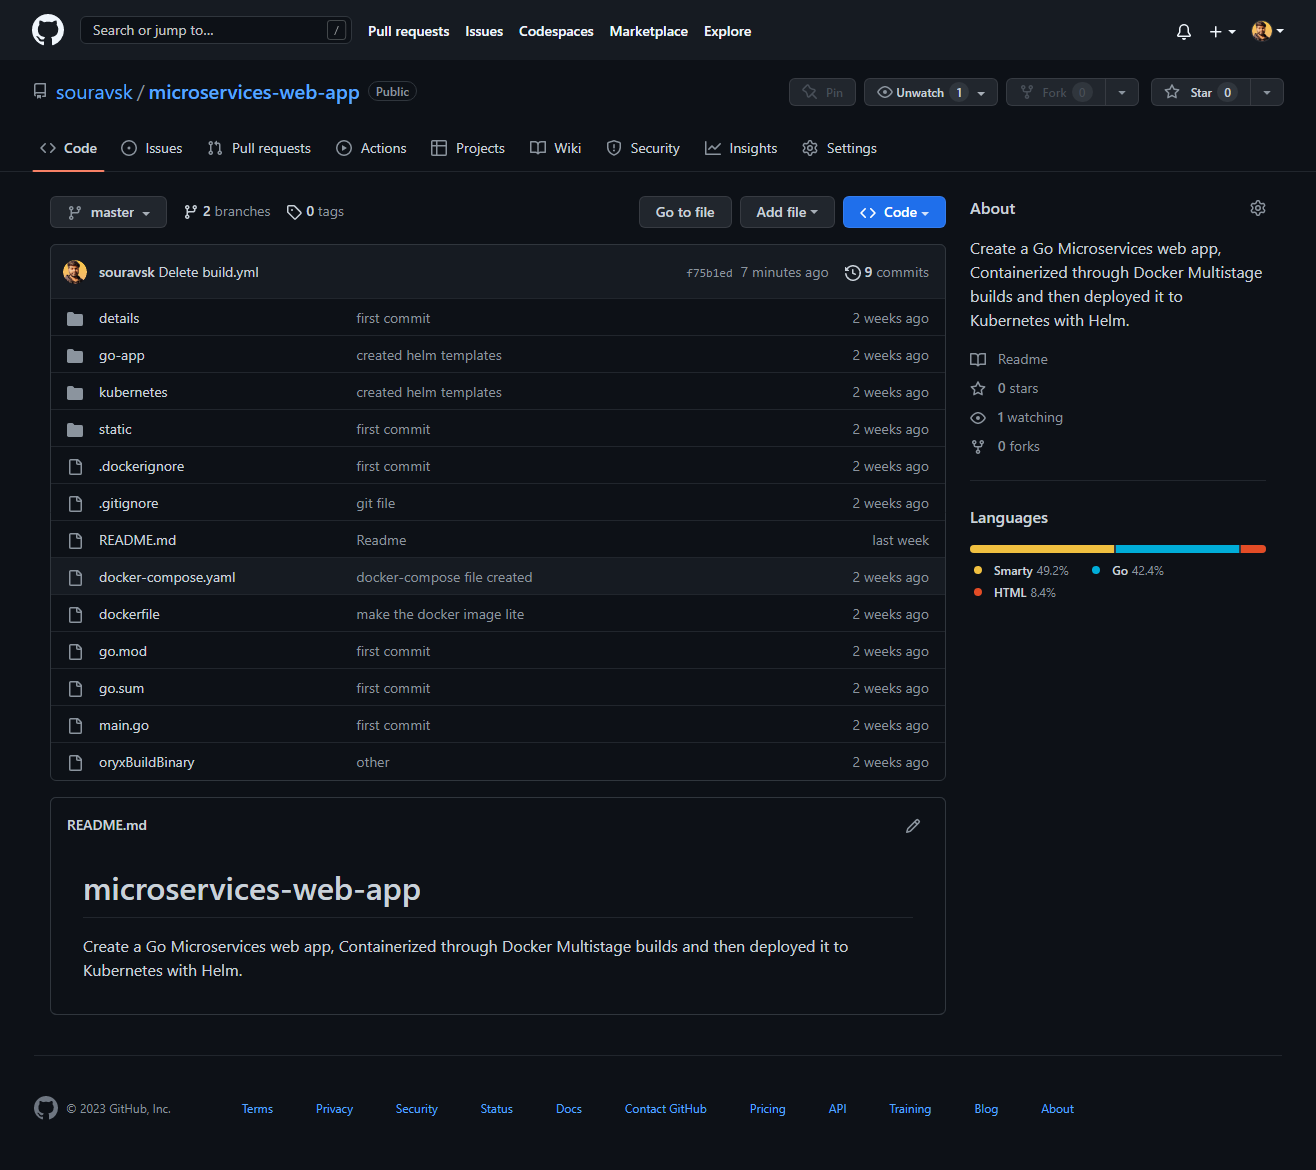 Search or jump to... / Pull requests Issues Codespaces Marketplace Explore
souravsk / microservices-web-app Public Pin Unwatch 1 Fork 0 Star 0
Code Issues Pull requests Actions Projects Wiki Security Insights Settings
master 2 branches 0 tags Go to file Add file Code
souravsk Delete build.yml f75b1ed 7 minutes ago 9 commits
details first commit 2 weeks ago
go-app created helm templates 2 weeks ago
kubernetes created helm templates 2 weeks ago
static first commit 2 weeks ago
.dockerignore first commit 2 weeks ago
.gitignore git file 2 weeks ago
README.md Readme last week
docker-compose.yaml docker-compose file created 2 weeks ago
dockerfile make the docker image lite 2 weeks ago
go.mod first commit 2 weeks ago
go.sum first commit 2 weeks ago
main.go first commit 2 weeks ago
oryxBuildBinary other 2 weeks ago
README.md
microservices-web-app
Create a Go Microservices web app, Containerized through Docker Multistage builds and then deployed it to
Kubernetes with Helm.
About
Create a Go Microservices web app,
Containerized through Docker Multistage
builds and then deployed it to
Kubernetes with Helm.
Readme
0 stars
1 watching
0 forks
Languages
Smarty 49.2% Go 42.4%
HTML 8.4%
© 2023 GitHub, Inc. Terms Privacy Security Status Docs Contact GitHub Pricing API Training Blog About